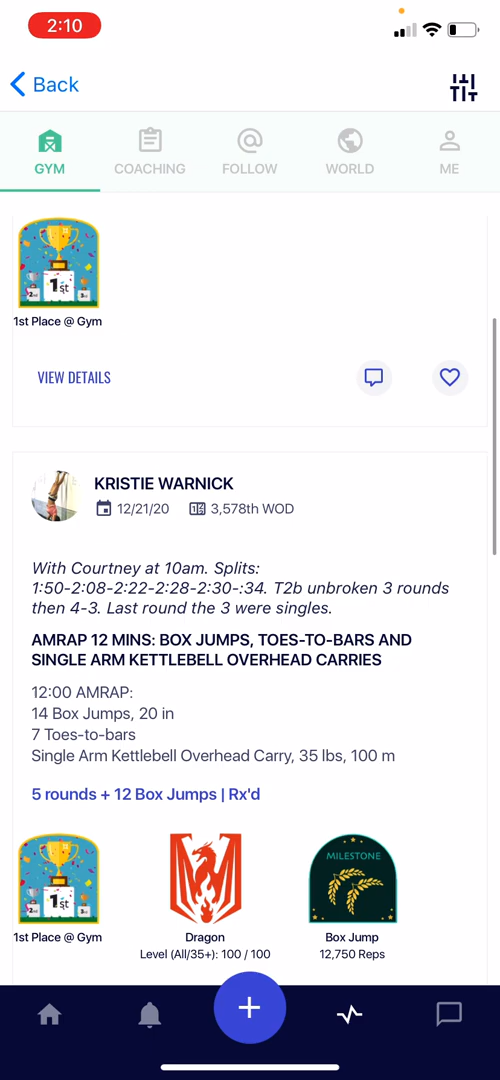 2:10
Back
GYM
COACHING
FOLLOW
WORLD
ME
1st
1st Place @ Gym
VIEW DETAILS
KRISTIE WARNICK
12/21/20 3,578th WOD
With Courtney at 10am. Splits:
1:50-2:08-2:22-2:28-2:30-:34. T2b unbroken 3 rounds
then 4-3. Last round the 3 were singles.
AMRAP 12 MINS: BOX JUMPS, TOES-TO-BARS AND
SINGLE ARM KETTLEBELL OVERHEAD CARRIES
12:00 AMRAP:
14 Box Jumps, 20 in
7 Toes-to-bars
Single Arm Kettlebell Overhead Carry, 35 lbs, 100 m
5 rounds + 12 Box Jumps | Rx'd
1st
MILESTONE
1st Place @ Gym
Dragon
Level (All/35+): 100 / 100
Box Jump
12,750 Reps